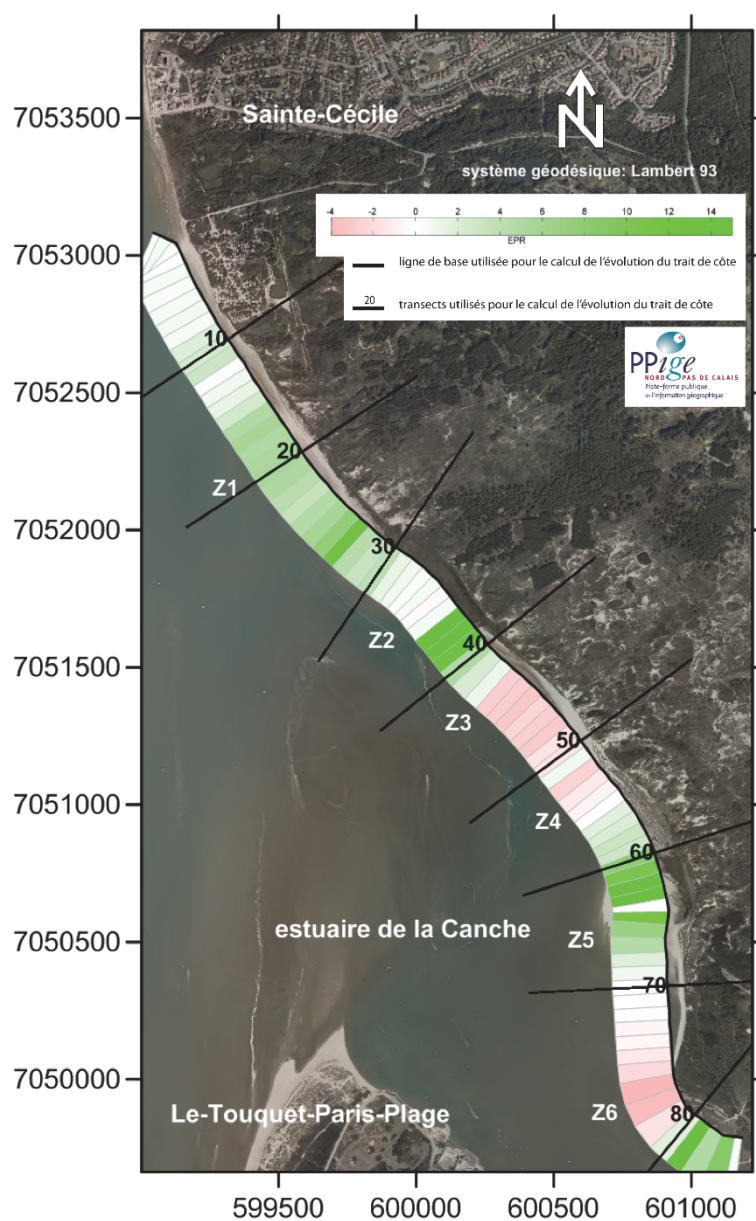 7053500
7053000
7052500
7052000
7051500
7051000
7050500
7050000
Sainte-Cécile
N
système géodésique: Lambert 93
-4 -2 0 2 4 6 8 10 12 14
EPR
ligne de base utilisée pour le calcul de l'évolution du trait de côte
20 transects utilisés pour le calcul de l'évolution du trait de côte
PPige
NORD PAS DE CALAIS
Plate-forme publique
de l'information géographique
10
20
Z1
30
Z2
40
Z3
50
Z4
60
estuaire de la Canche
Z5
70
Le-Touquet-Paris-Plage
Z6
80
599500 600000 600500 601000